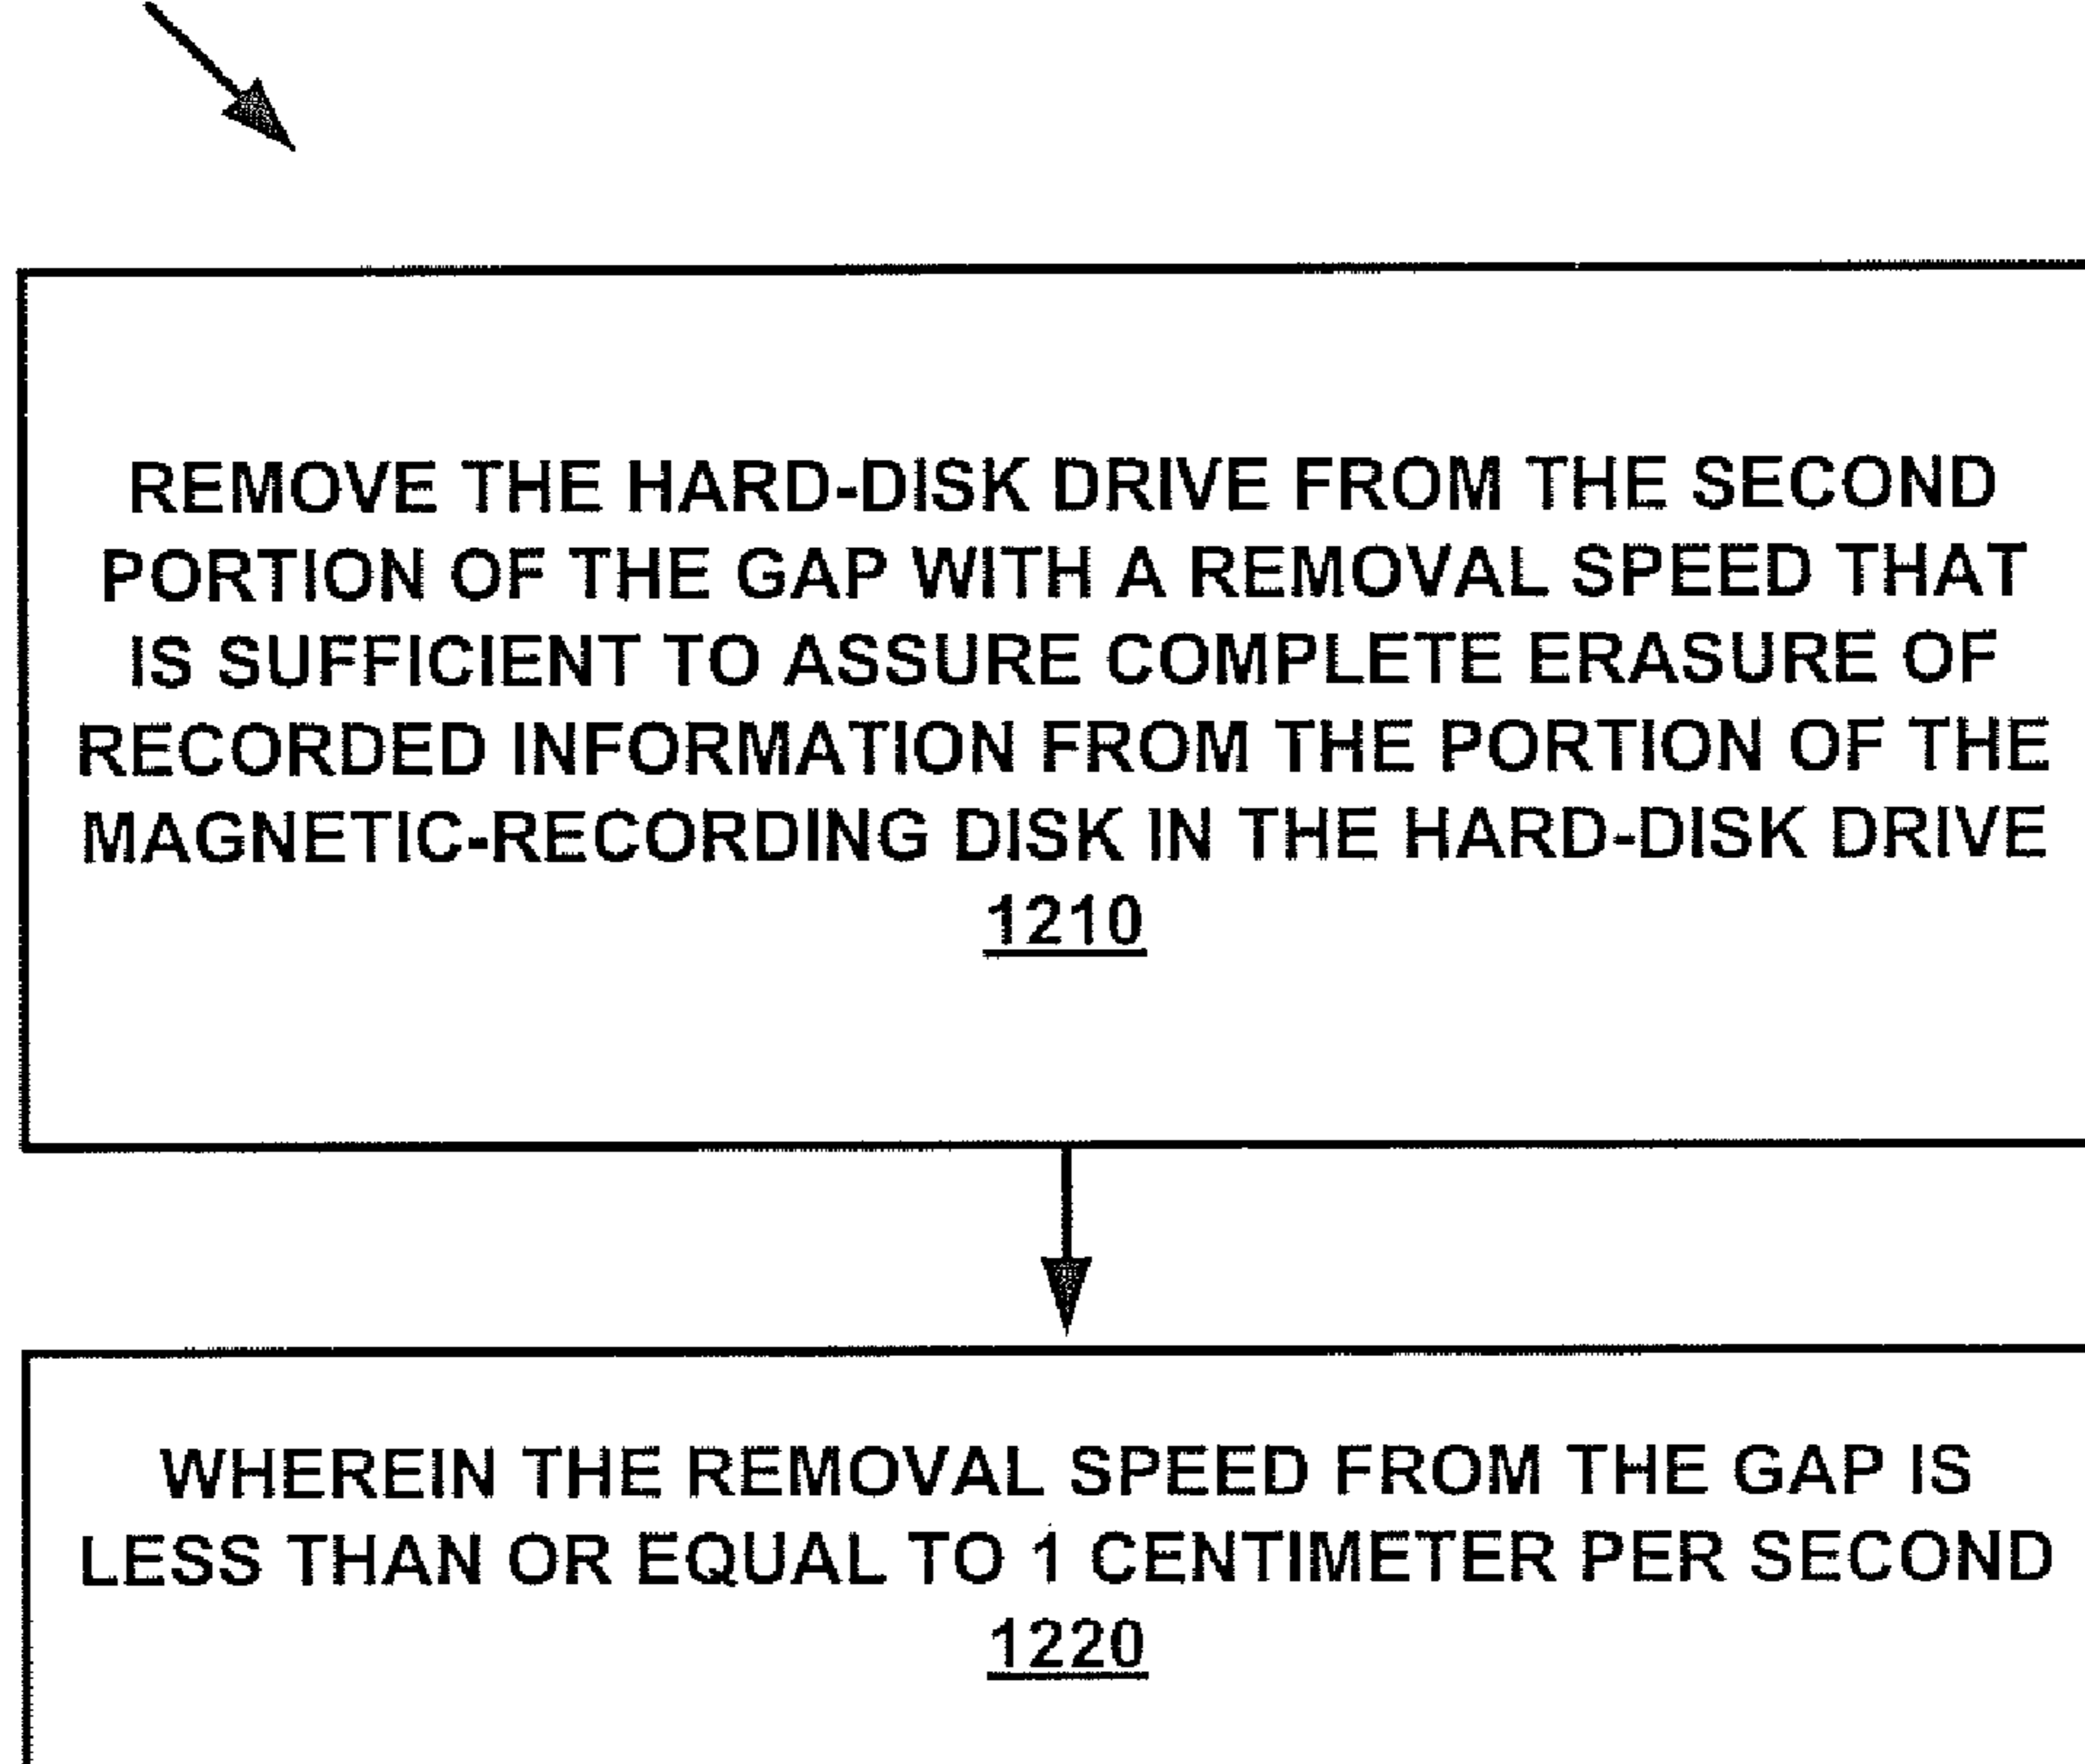 REMOVE THE HARD-DISK DRIVE FROM THE SECOND
PORTION OF THE GAP WITH A REMOVAL SPEED THAT
IS SUFFICIENT TO ASSURE COMPLETE ERASURE OF
RECORDED INFORMATION FROM THE PORTION OF THE
MAGNETIC-RECORDING DISK IN THE HARD-DISK DRIVE
1210
WHEREIN THE REMOVAL SPEED FROM THE GAP IS
LESS THAN OR EQUAL TO 1 CENTIMETER PER SECOND
1220